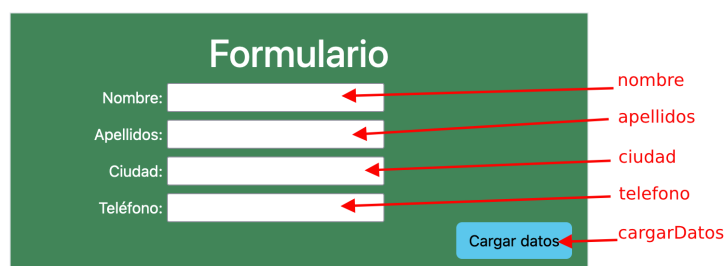 Formulario
Nombre: nombre
Apellidos: apellidos
Ciudad: ciudad
Teléfono: telefono
Cargar datos cargarDatos